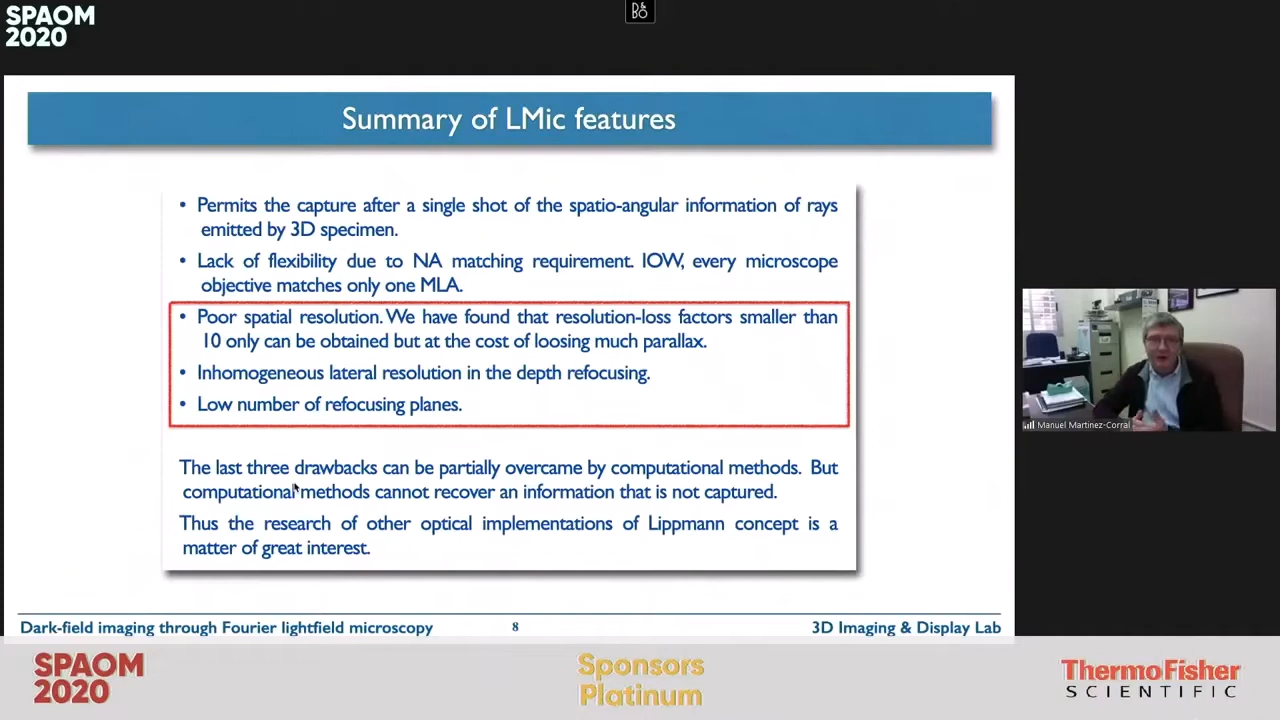 SPAOM
2020
B&O
Summary of LMic features
• Permits the capture after a single shot of the spatio-angular information of rays
emitted by 3D specimen.
• Lack of flexibility due to NA matching requirement. IOW, every microscope
objective matches only one MLA.
• Poor spatial resolution. We have found that resolution-loss factors smaller than
10 only can be obtained but at the cost of loosing much parallax.
• Inhomogeneous lateral resolution in the depth refocusing.
• Low number of refocusing planes.
The last three drawbacks can be partially overcame by computational methods. But
computational methods cannot recover an information that is not captured.
Thus the research of other optical implementations of Lippmann concept is a
matter of great interest.
Manuel Martinez-Corral
Dark-field imaging through Fourier lightfield microscopy
8
3D Imaging & Display Lab
SPAOM
2020
Sponsors
Platinum
ThermoFisher
SCIENTIFIC